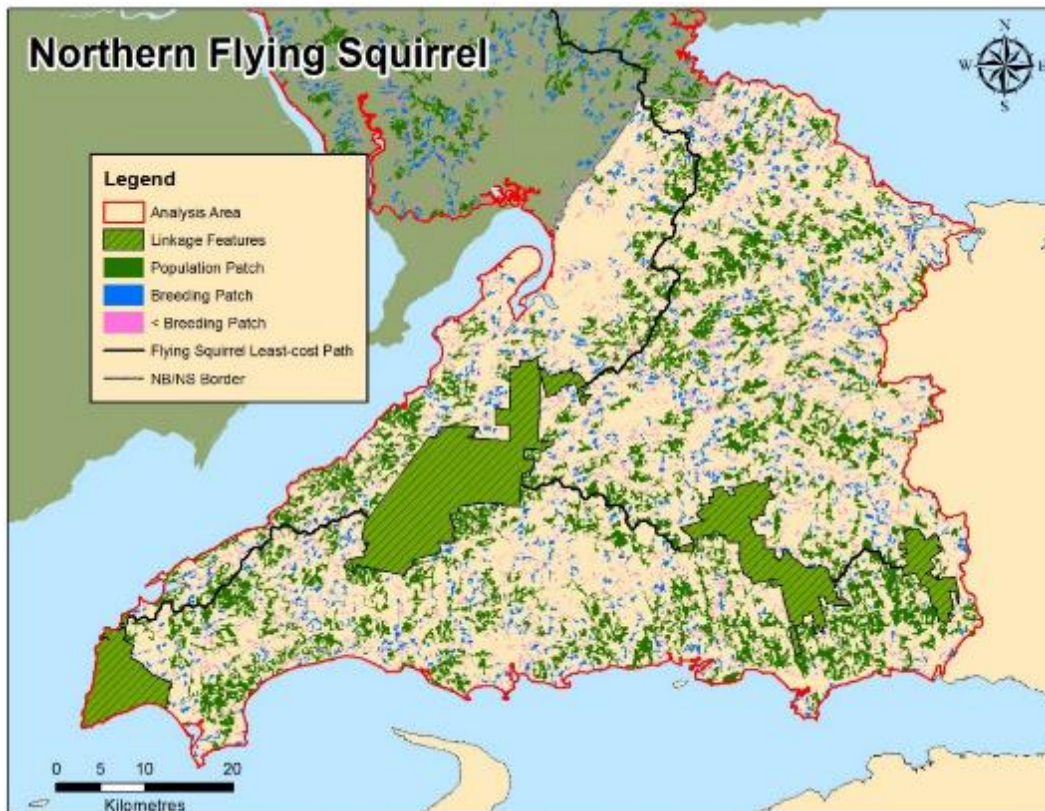 Northern Flying Squirrel
N
W E
S
Legend
Analysis Area
Linkage Features
Population Patch
Breeding Patch
< Breeding Patch
Flying Squirrel Least-cost Path
NB/NS Border
0 5 10 20
Kilometres